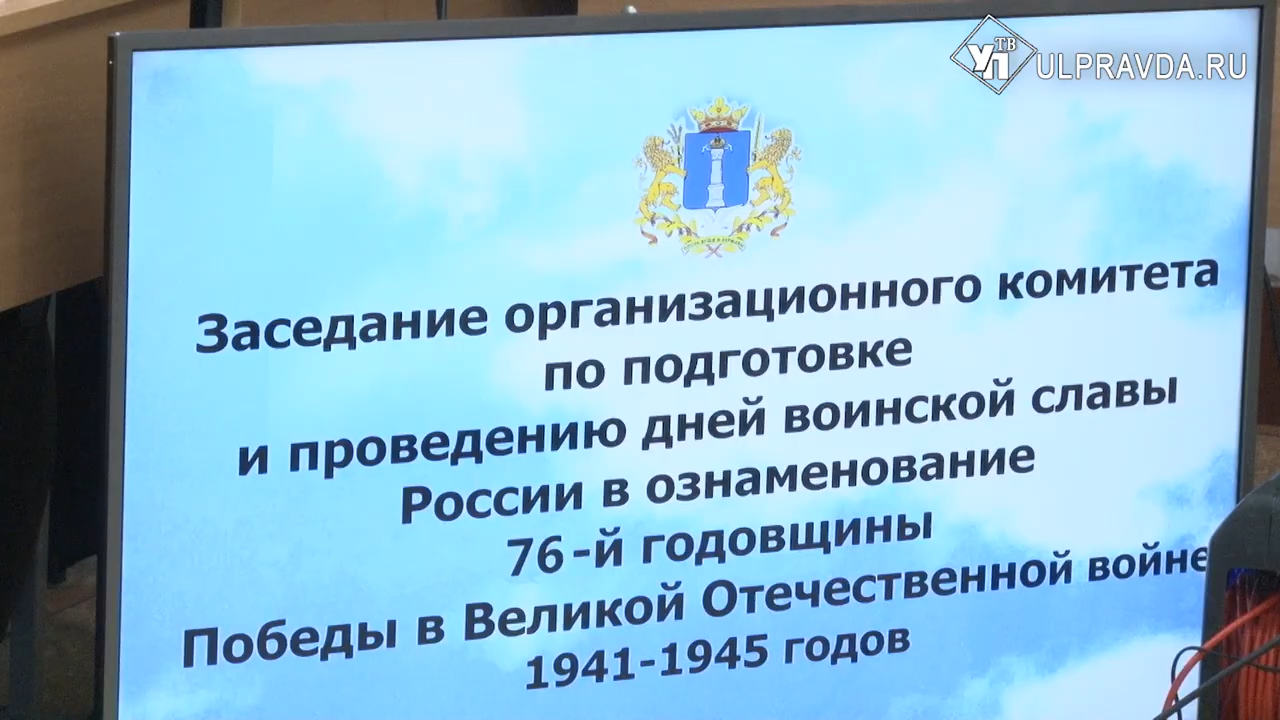 УП ТВ ULPRAVDA.RU
Заседание организационного комитета
по подготовке
и проведению дней воинской славы
России в ознаменование
76-й годовщины
Победы в Великой Отечественной войне
1941-1945 годов